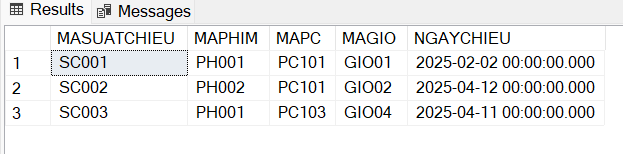 Results Messages
MASUATCHIEU MAPHIM MAPC MAGIO NGAYCHIEU
1 SC001 PH001 PC101 GIO01 2025-02-02 00:00:00.000
2 SC002 PH002 PC101 GIO02 2025-04-12 00:00:00.000
3 SC003 PH001 PC103 GIO04 2025-04-11 00:00:00.000